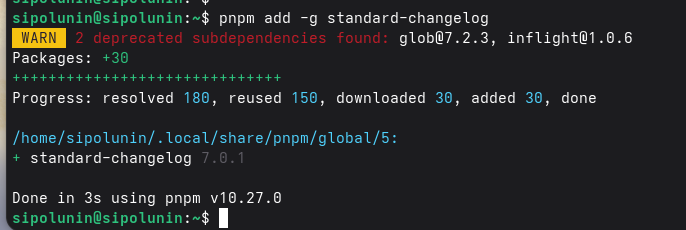 sipolunin@sipolunin:~$ pnpm add -g standard-changelog
WARN 2 deprecated subdependencies found: glob@7.2.3, inflight@1.0.6
Packages: +30
++++++++++++++++++++++++++++++
Progress: resolved 180, reused 150, downloaded 30, added 30, done
/home/sipolunin/.local/share/pnpm/global/5:
+ standard-changelog 7.0.1
Done in 3s using pnpm v10.27.0
sipolunin@sipolunin:~$